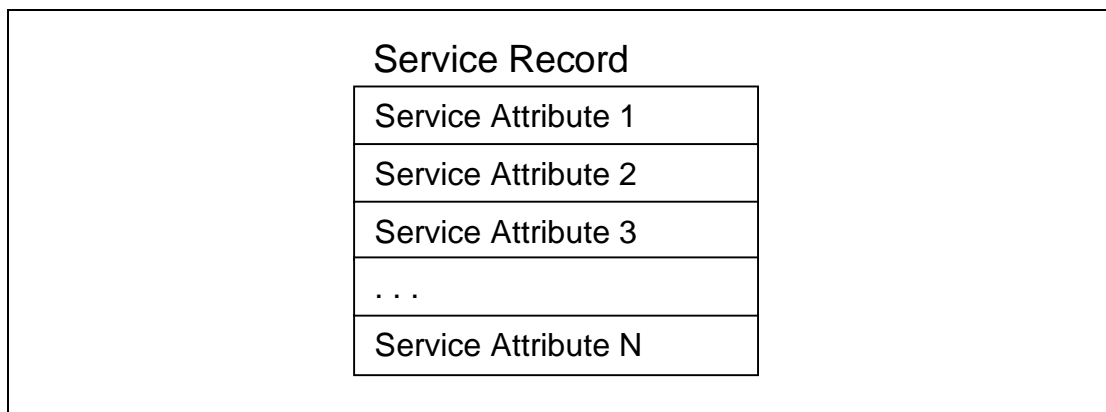 Service Record
Service Attribute 1
Service Attribute 2
Service Attribute 3
. . .
Service Attribute N